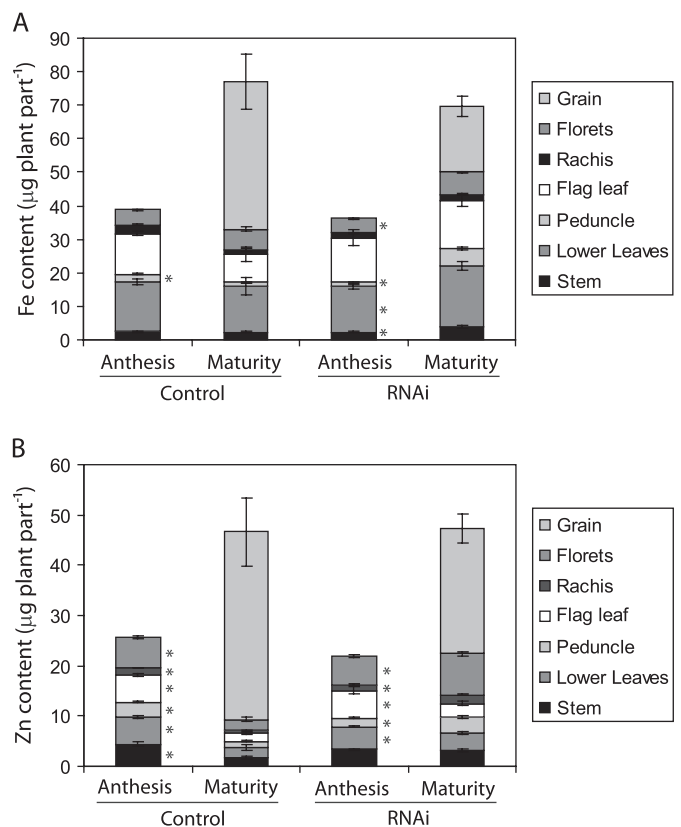 A
Fe content (µg plant part⁻¹)
90
80
70
60
50
40
30
20
10
0
*
*
*
*
*
Anthesis Maturity Anthesis Maturity
Control RNAi
Grain
Florets
Rachis
Flag leaf
Peduncle
Lower Leaves
Stem
B
Zn content (µg plant part⁻¹)
60
50
40
30
20
10
0
*
*
*
*
*
*
*
*
*
*
*
Anthesis Maturity Anthesis Maturity
Control RNAi
Grain
Florets
Rachis
Flag leaf
Peduncle
Lower Leaves
Stem